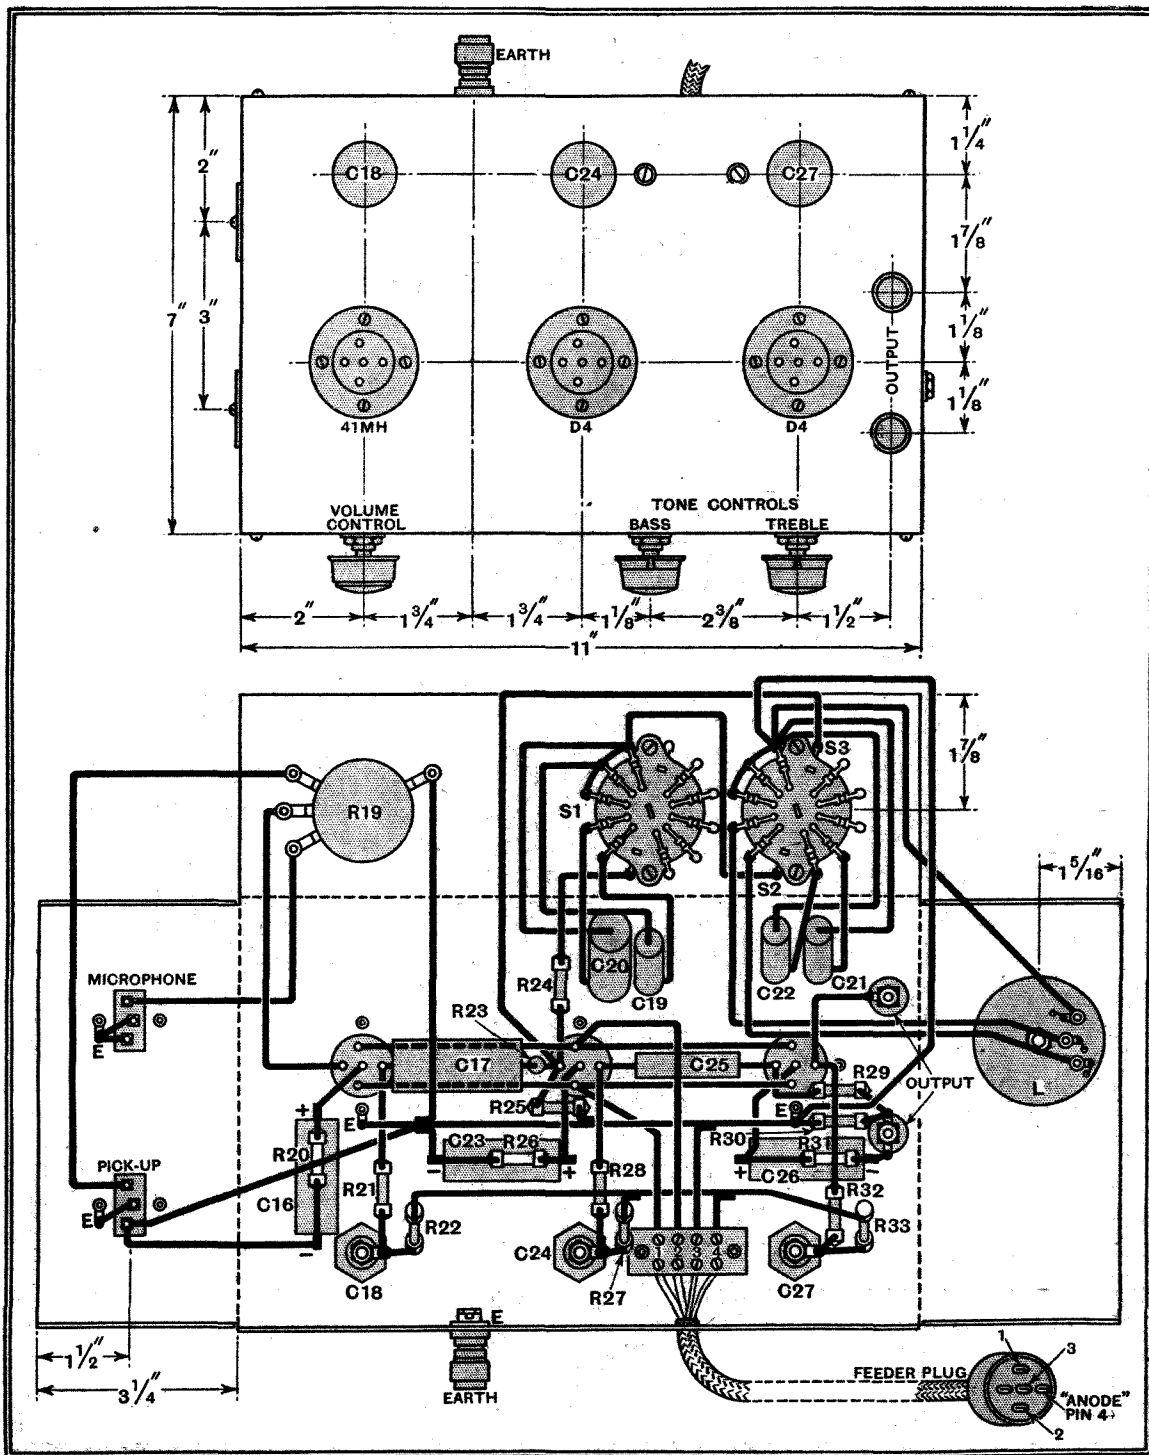 EARTH
2"
C18
C24
C27
1 1/4"
1 7/8"
7"
3"
1 1/8"
OUTPUT
1 1/8"
41MH
D4
D4
VOLUME
CONTROL
TONE CONTROLS
BASS
TREBLE
2"
1 3/4"
1 3/4"
1 1/8"
2 3/8"
1 1/2"
11"
S3
1 7/8"
R19
S1
S2
1 5/16"
MICROPHONE
C20
C19
C22
C21
R24
R23
E
C17
C25
R29
OUTPUT
L
R25
E
E
R30
R31
C23
R26
R20
+
-
+
+
C26
-
PICK-UP
R28
R32
E
C16
R21
R22
R33
-
C24
1
2
3
4
C18
R27
C27
E
EARTH
1 1/2"
3 1/4"
FEEDER PLUG
1
3
"ANODE"
PIN 4
2